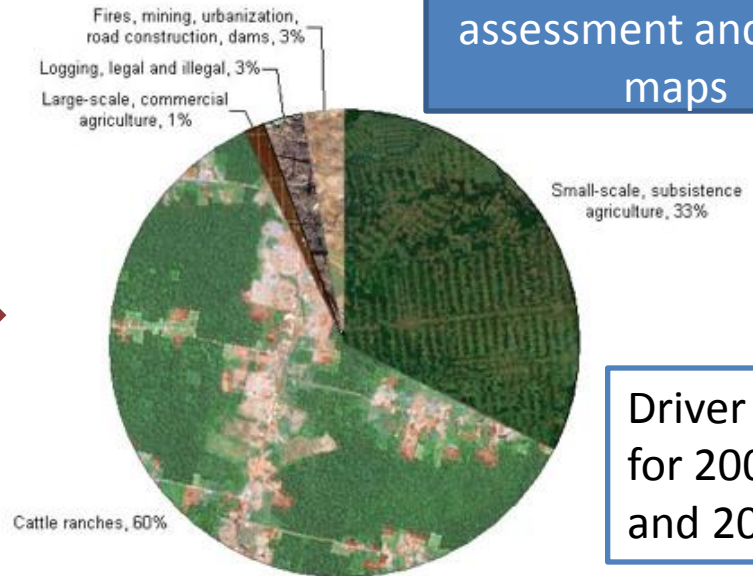 Fires, mining, urbanization,
road construction, dams, 3%
Logging, legal and illegal, 3%
Large-scale, commercial
agriculture, 1%
assessment and
maps
Small-scale, subsistence
agriculture, 33%
Driver
for 200
and 20
Cattle ranches, 60%